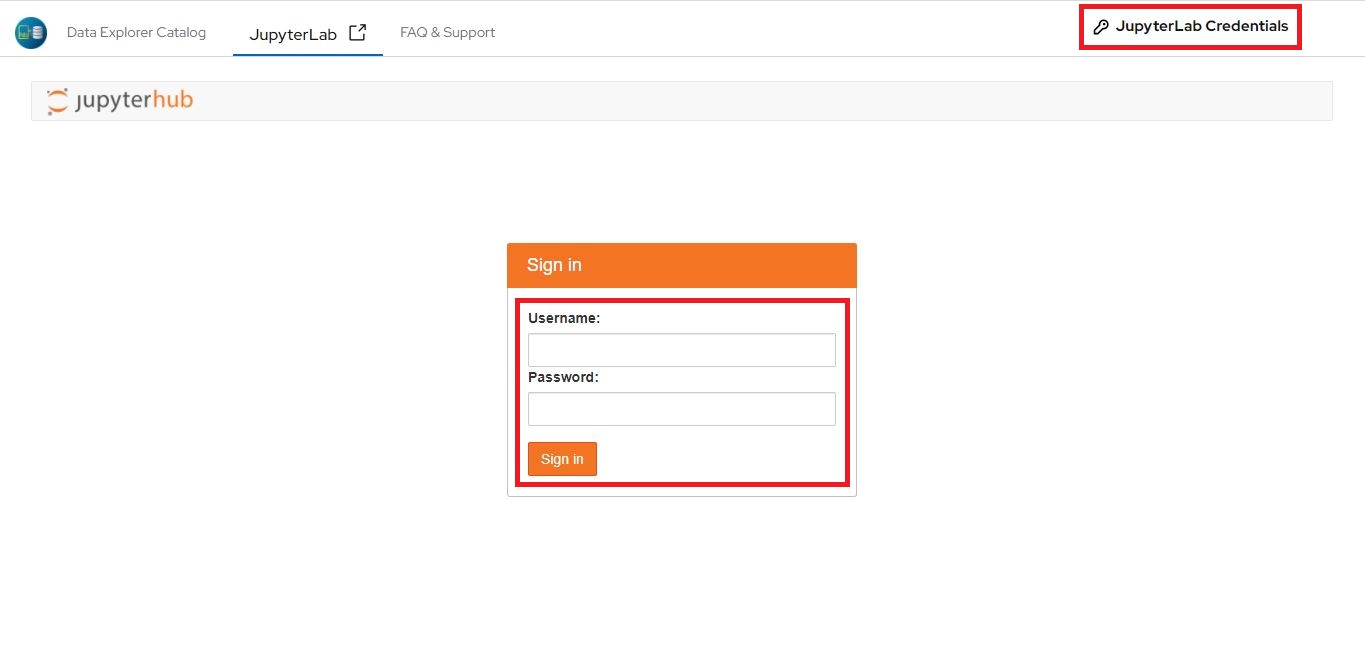 Data Explorer Catalog
JupyterLab
FAQ & Support
JupyterLab Credentials
jupyterhub
Sign in
Username:
Password:
Sign in